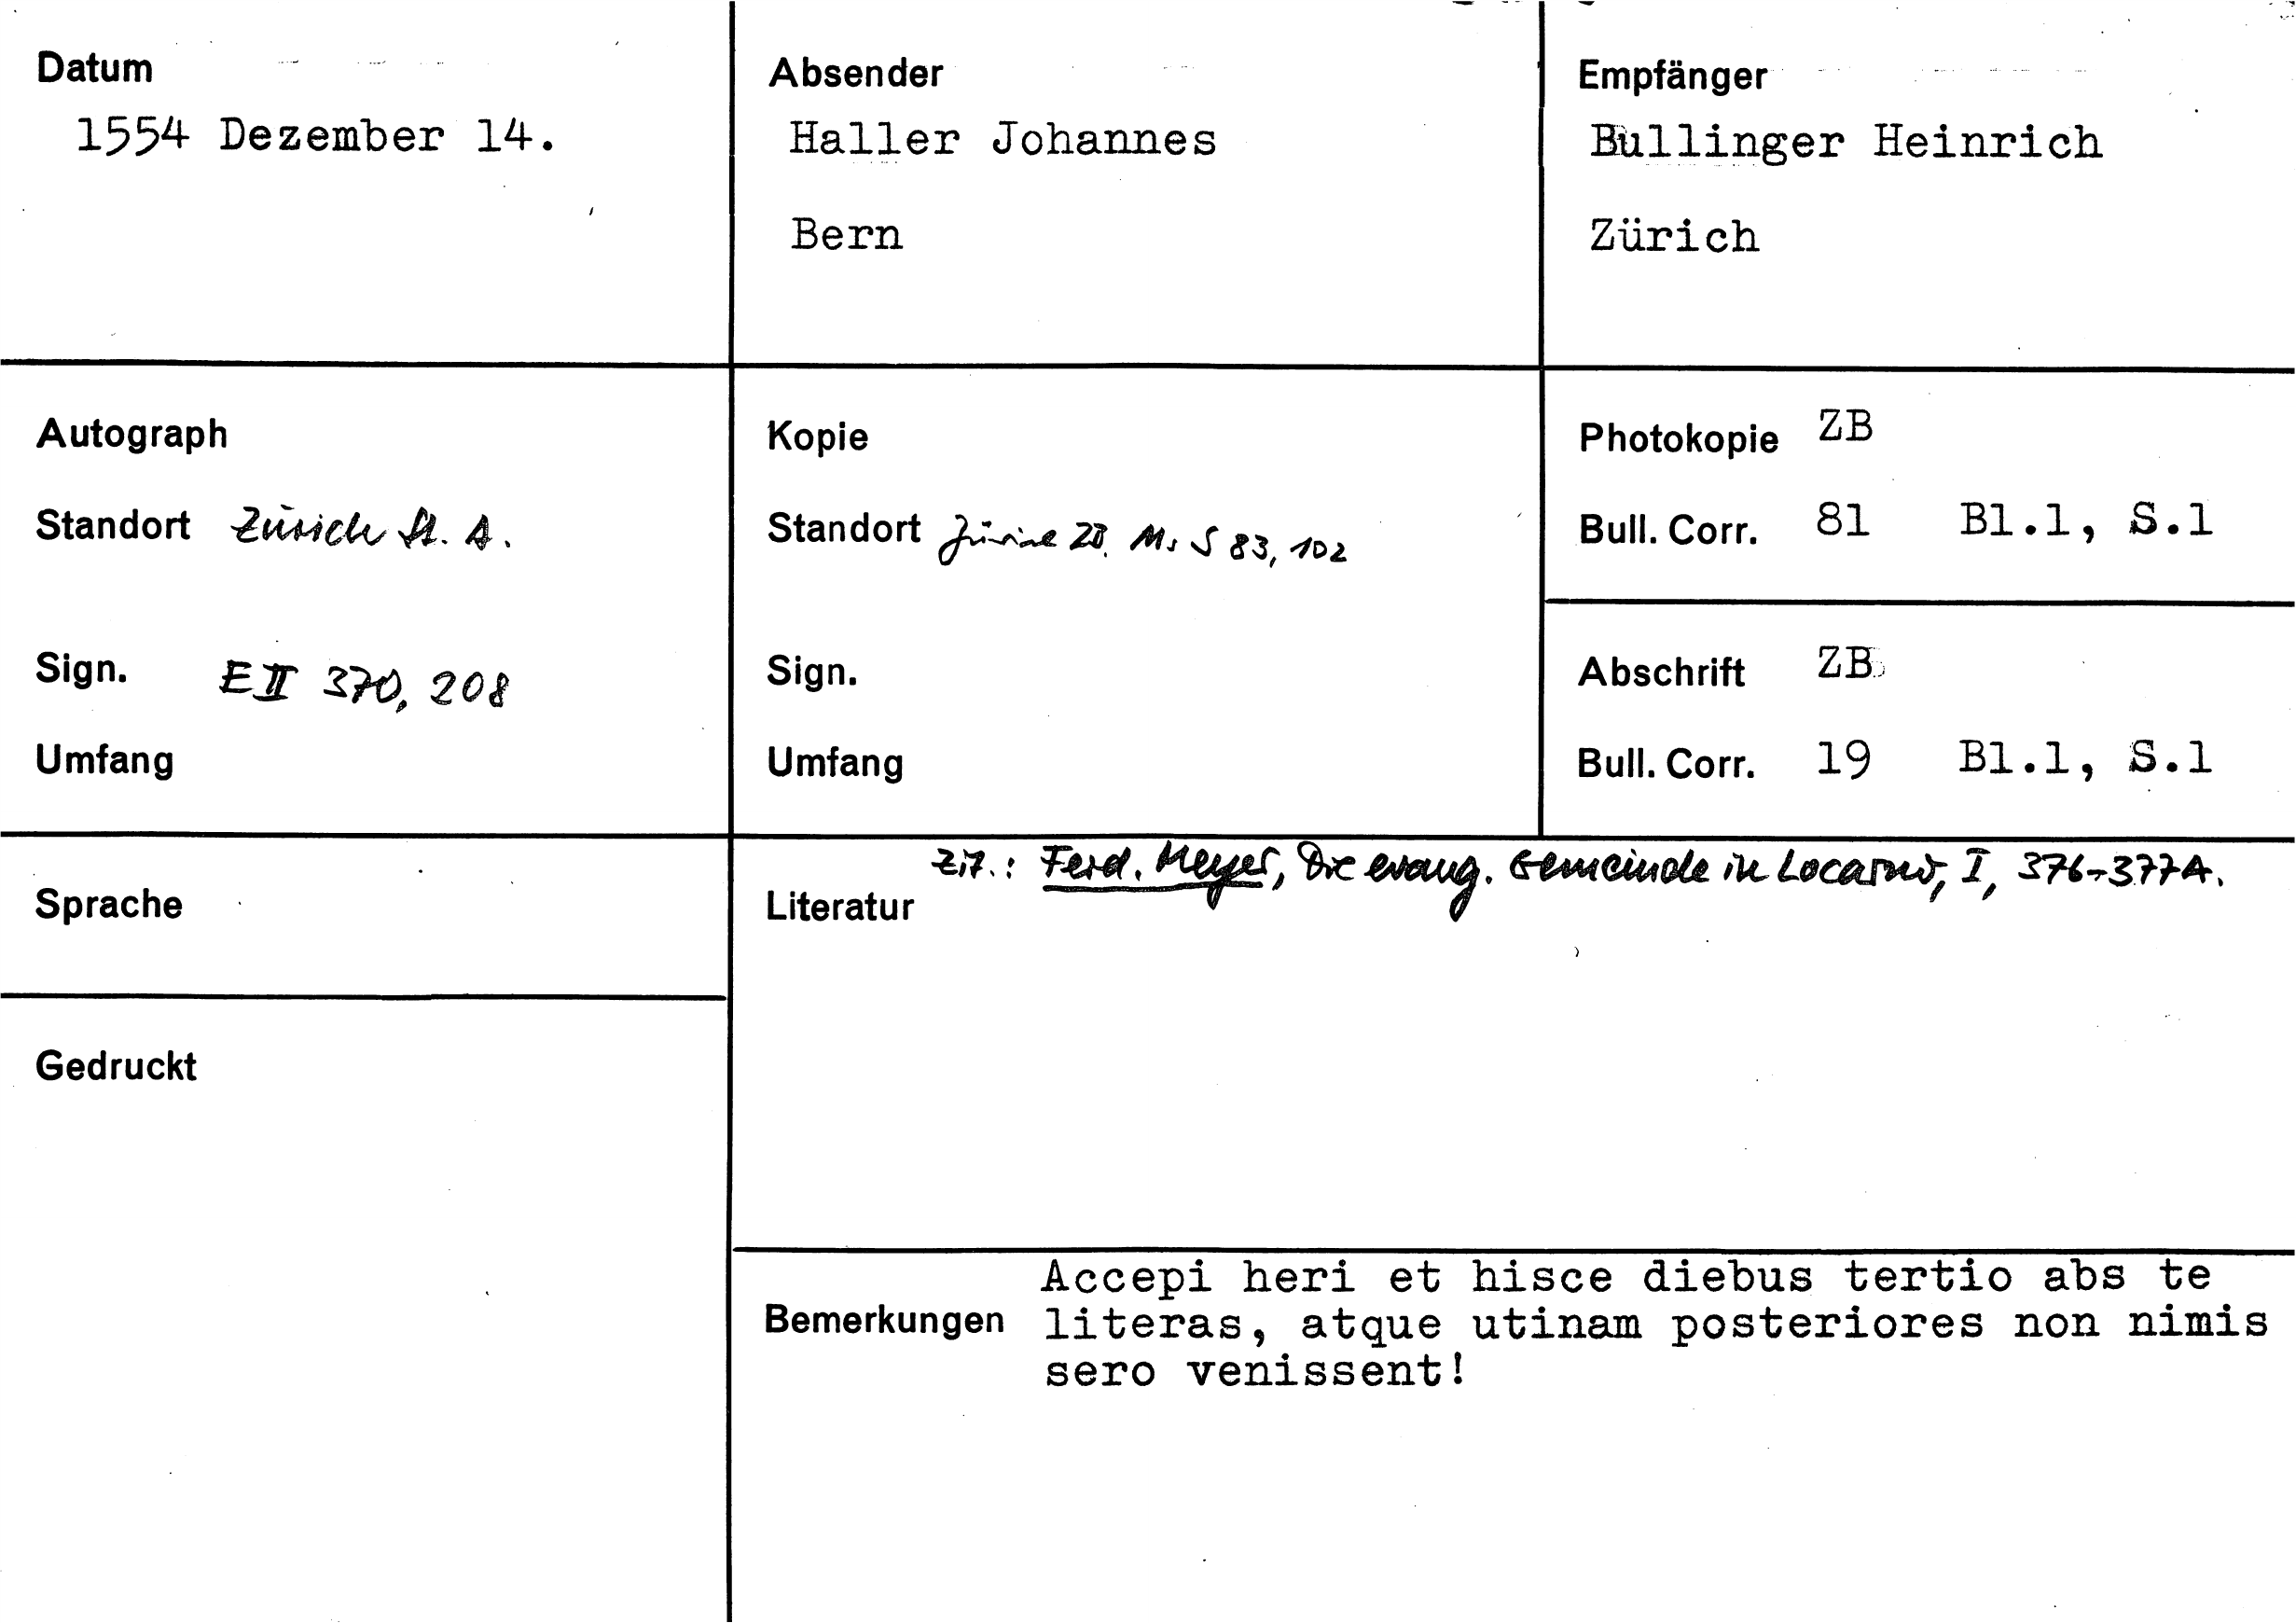 Datum
1554 Dezember 14.
Absender
Haller Johannes
Bern
Empfänger
Bullinger Heinrich
Zürich
Autograph
Standort Zürich St. A.
Sign. E II 370, 208
Umfang
Kopie
Standort Zürich ZB. Ms S 83, 102
Sign.
Umfang
Photokopie ZB
Bull. Corr. 81 Bl.1, S.1
Abschrift ZB
Bull. Corr. 19 Bl.1, S.1
Sprache
Gedruckt
Zit.: Ferd. Meyer, Die evang. Gemeinde in Locarno, I, 376-377A.
Literatur
Accepi heri et hisce diebus tertio abs te
Bemerkungen literas, atque utinam posteriores non nimis
sero venissent!